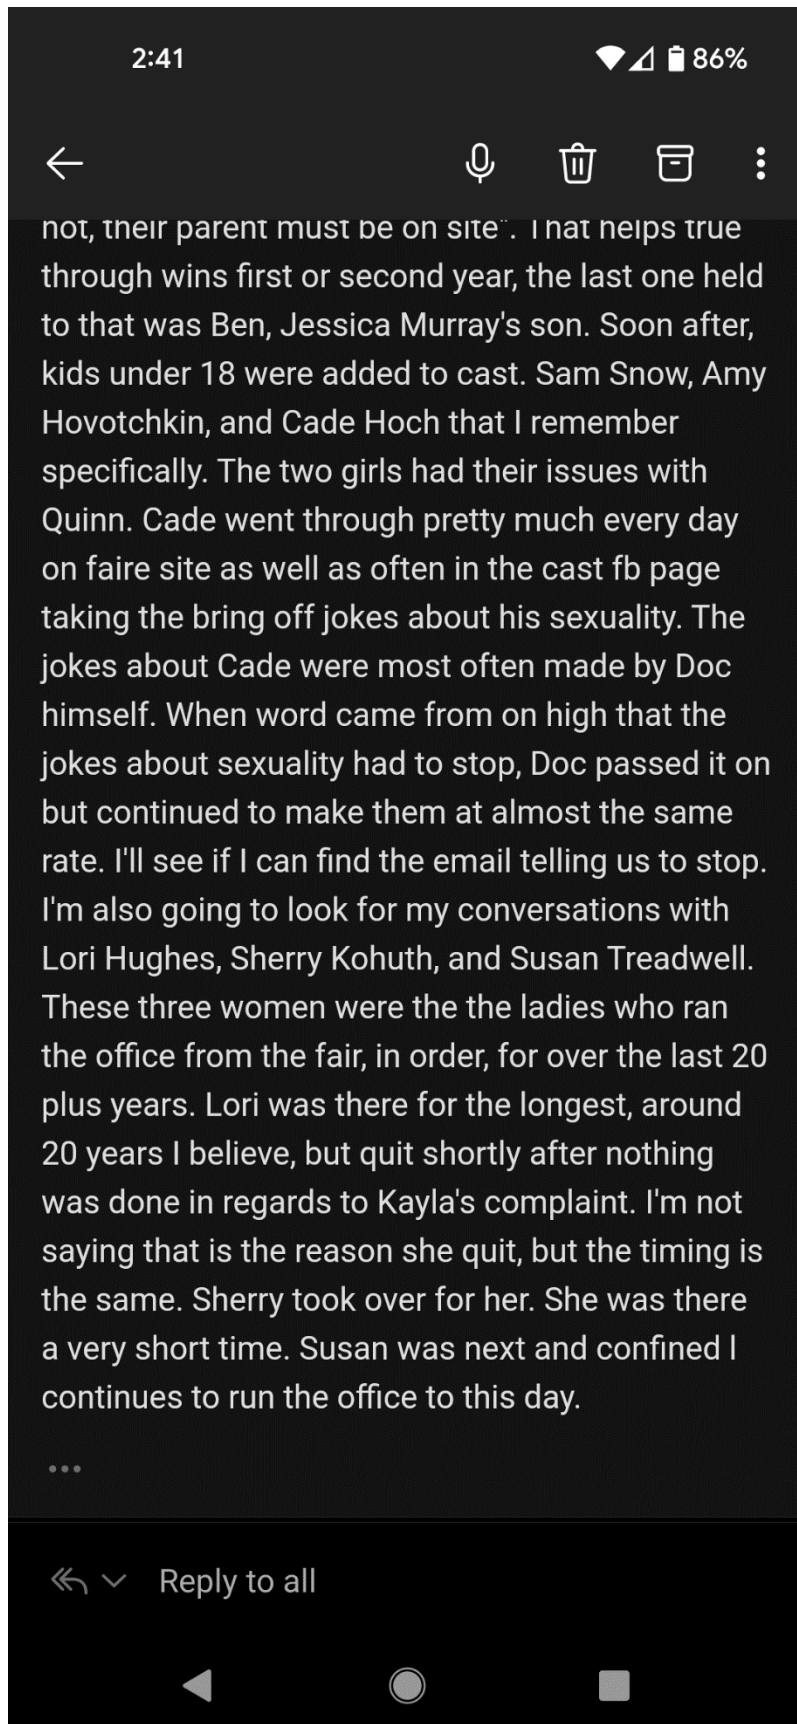 2:41
86%
not, their parent must be on site". That helps true
through wins first or second year, the last one held
to that was Ben, Jessica Murray's son. Soon after,
kids under 18 were added to cast. Sam Snow, Amy
Hovotchkin, and Cade Hoch that I remember
specifically. The two girls had their issues with
Quinn. Cade went through pretty much every day
on faire site as well as often in the cast fb page
taking the bring off jokes about his sexuality. The
jokes about Cade were most often made by Doc
himself. When word came from on high that the
jokes about sexuality had to stop, Doc passed it on
but continued to make them at almost the same
rate. I'll see if I can find the email telling us to stop.
I'm also going to look for my conversations with
Lori Hughes, Sherry Kohuth, and Susan Treadwell.
These three women were the the ladies who ran
the office from the fair, in order, for over the last 20
plus years. Lori was there for the longest, around
20 years I believe, but quit shortly after nothing
was done in regards to Kayla's complaint. I'm not
saying that is the reason she quit, but the timing is
the same. Sherry took over for her. She was there
a very short time. Susan was next and confined l
continues to run the office to this day.
Reply to all